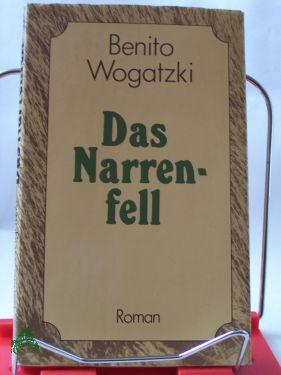 Benito
Wogatzki
Das
Narren-
fell
Roman